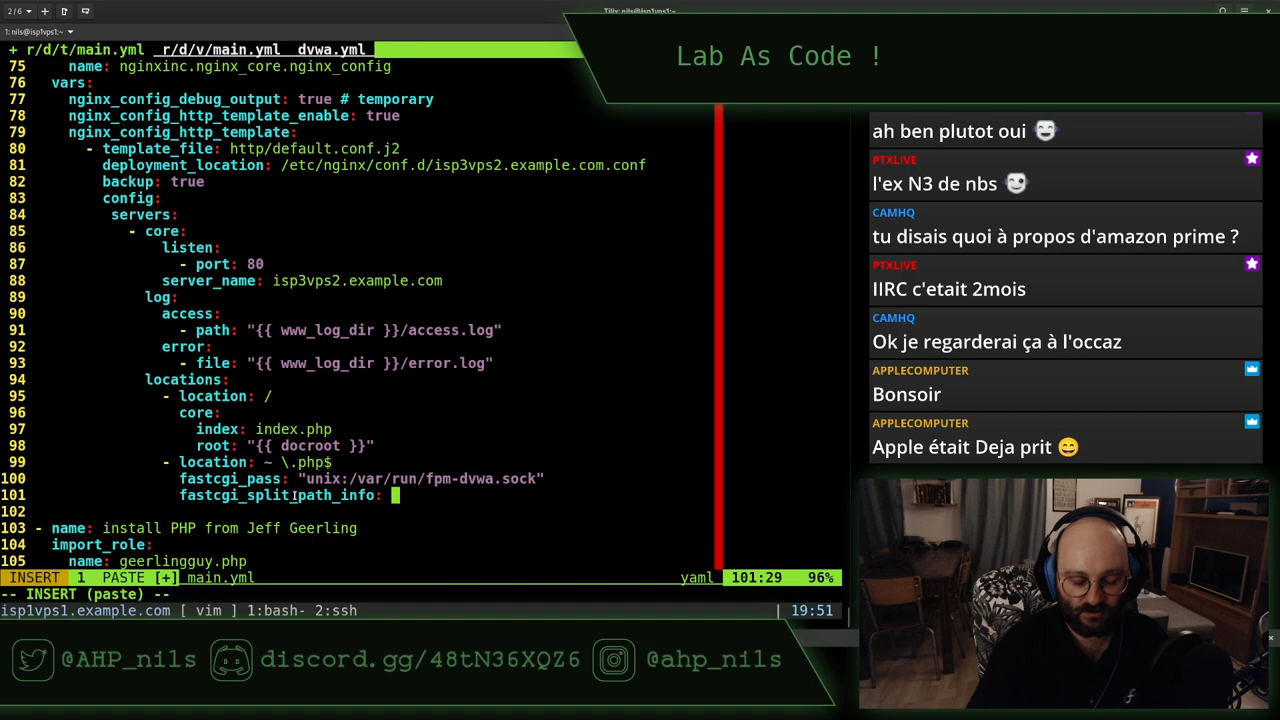 2 / 6
Tilix: nils@isp1vps1:~
1: nils@isp1vps1:~
+ r/d/t/main.yml r/d/v/main.yml dvwa.yml
75 name: nginxinc.nginx_core.nginx_config
76 vars:
77 nginx_config_debug_output: true # temporary
78 nginx_config_http_template_enable: true
79 nginx_config_http_template:
80 - template_file: http/default.conf.j2
81 deployment_location: /etc/nginx/conf.d/isp3vps2.example.com.conf
82 backup: true
83 config:
84 servers:
85 - core:
86 listen:
87 - port: 80
88 server_name: isp3vps2.example.com
89 log:
90 access:
91 - path: "{{ www_log_dir }}/access.log"
92 error:
93 - file: "{{ www_log_dir }}/error.log"
94 locations:
95 - location: /
96 core:
97 index: index.php
98 root: "{{ docroot }}"
99 - location: ~ \.php$
100 fastcgi_pass: "unix:/var/run/fpm-dvwa.sock"
101 fastcgi_split_path_info:
102
103 - name: install PHP from Jeff Geerling
104 import_role:
105 name: geerlingguy.php
INSERT 1 PASTE [+] main.yml yaml 101:29 96%
-- INSERT (paste) --
isp1vps1.example.com [ vim ] 1:bash- 2:ssh | 19:51
Lab As Code !
ah ben plutot oui
PTXLIVE
l'ex N3 de nbs
CAMHQ
tu disais quoi à propos d'amazon prime ?
PTXLIVE
IIRC c'etait 2mois
CAMHQ
Ok je regarderai ça à l'occaz
APPLECOMPUTER
Bonsoir
APPLECOMPUTER
Apple était Deja prit
@AHP_nils discord.gg/48tN36XQZ6 @ahp_nils